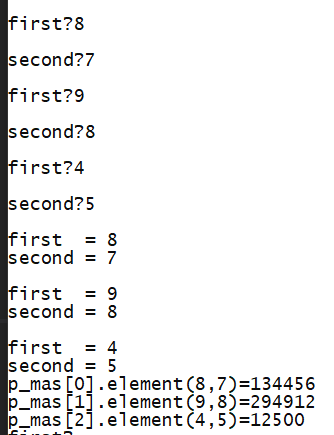 first?8
second?7
first?9
second?8
first?4
second?5
first  = 8
second = 7
first  = 9
second = 8
first  = 4
second = 5
p_mas[0].element(8,7)=134456
p_mas[1].element(9,8)=294912
p_mas[2].element(4,5)=12500
first?